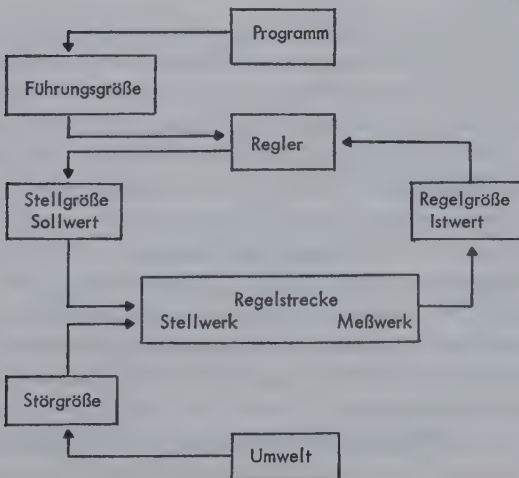 Programm
Führungsgröße
Regler
Stellgröße
Sollwert
Regelgröße
Istwert
Regelstrecke
Stellwerk Meßwerk
Störgröße
Umwelt